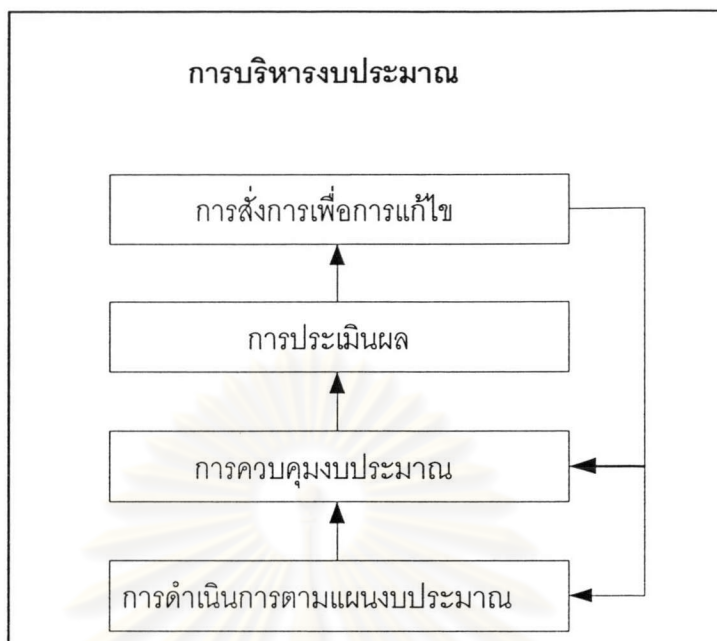 การบริหารงบประมาณ
การสั่งการเพื่อการแก้ไข
การประเมินผล
การควบคุมงบประมาณ
การดำเนินการตามแผนงบประมาณ